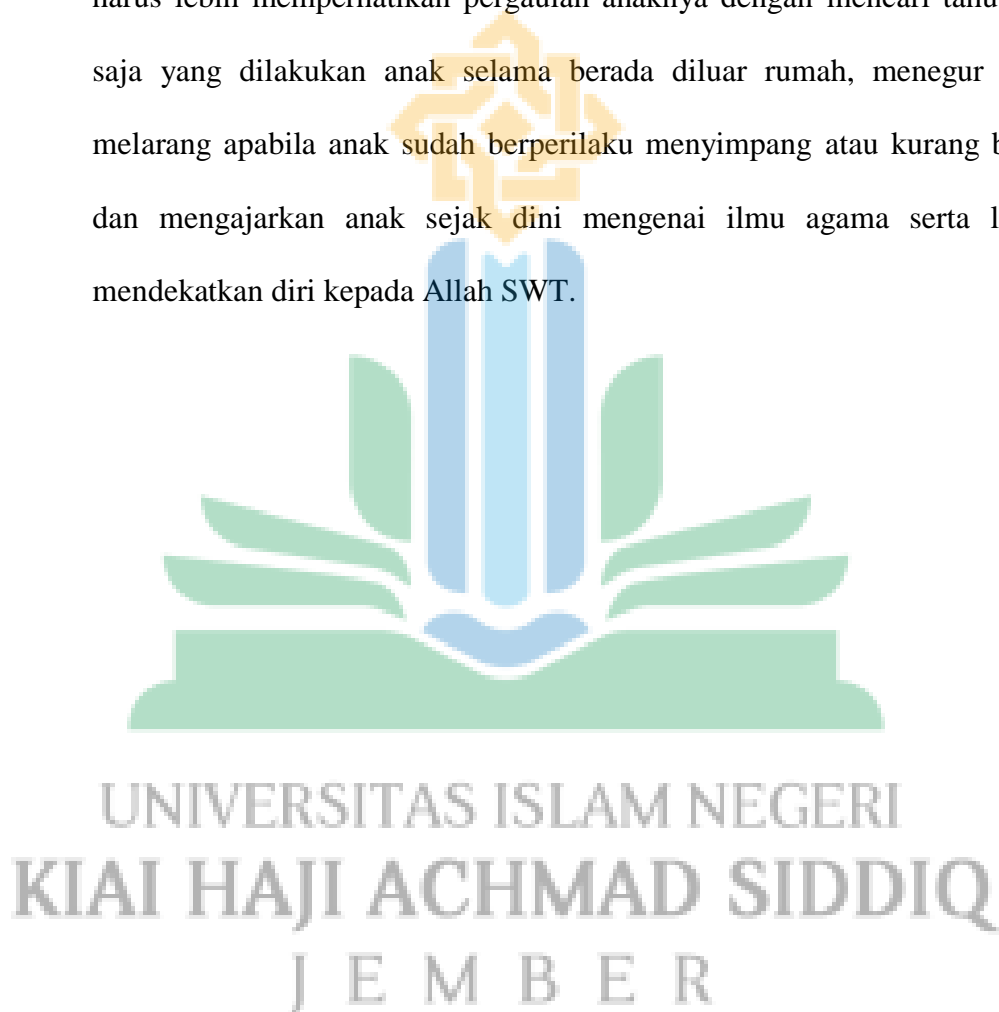 harus lebih memperhatikan pergaulan anaknya dengan mencari tahu
saja yang dilakukan anak selama berada diluar rumah, menegur
melarang apabila anak sudah berperilaku menyimpang atau kurang b
dan mengajarkan anak sejak dini mengenai ilmu agama serta l
mendekatkan diri kepada Allah SWT.
UNIVERSITAS ISLAM NEGERI
KIAI HAJI ACHMAD SIDDIQ
JEMBER